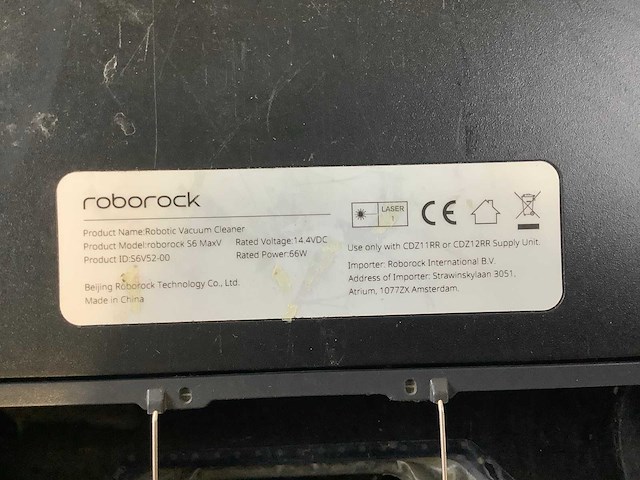 roborock
Product Name:Robotic Vacuum Cleaner
Product Model:roborock S6 MaxV Rated Voltage:14.4VDC
Product ID:S6V52-00 Rated Power:66W
Beijing Roborock Technology Co., Ltd.
Made in China
LASER
1
CE
Use only with CDZ11RR or CDZ12RR Supply Unit.
Importer: Roborock International B.V.
Address of Importer: Strawinskylaan 3051,
Atrium, 1077ZX Amsterdam.